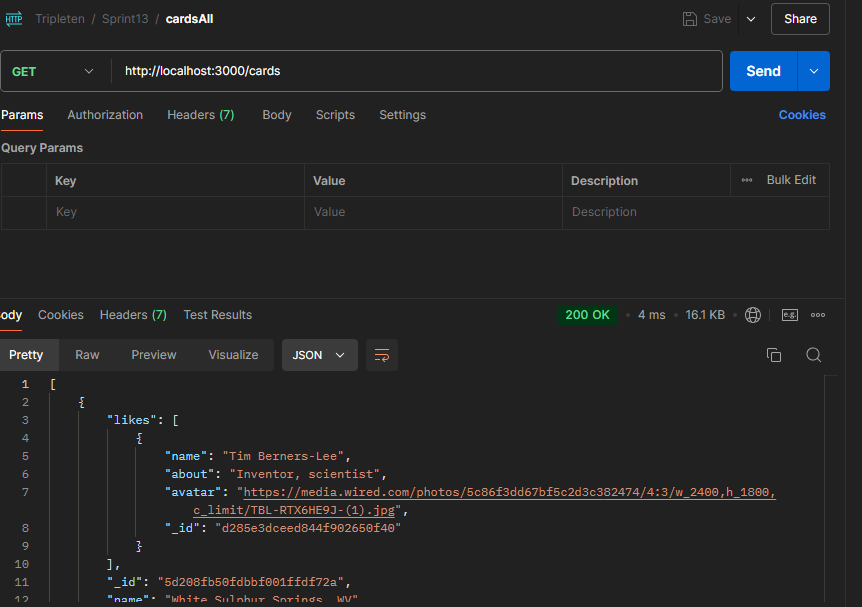 HTTP Tripleten / Sprint13 / cardsAll Save Share
GET http://localhost:3000/cards Send
Params Authorization Headers (7) Body Scripts Settings Cookies
Query Params
Key Value Description Bulk Edit
Key Value Description
ody Cookies Headers (7) Test Results 200 OK 4 ms 16.1 KB e.g.
Pretty Raw Preview Visualize JSON
1 [
2 {
3 "likes": [
4 {
5 "name": "Tim Berners-Lee",
6 "about": "Inventor, scientist",
7 "avatar": "https://media.wired.com/photos/5c86f3dd67bf5c2d3c382474/4:3/w_2400,h_1800,
c_limit/TBL-RTX6HE9J-(1).jpg",
8 "_id": "d285e3dceed844f902650f40"
9 }
10 ],
11 "_id": "5d208fb50fdbbf001ffdf72a",
12 "name": "White Sulphur Springs, WV"